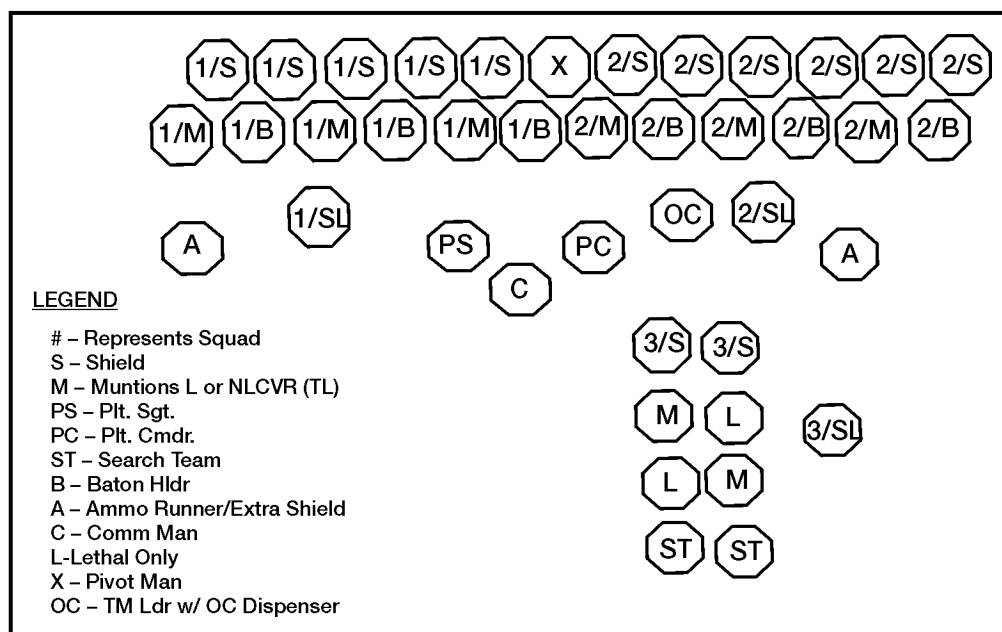 1/S 1/S 1/S 1/S 1/S X 2/S 2/S 2/S 2/S 2/S 2/S
1/M 1/B 1/M 1/B 1/M 1/B 2/M 2/B 2/M 2/B 2/M 2/B
1/SL OC 2/SL
A PS PC A
C
LEGEND
# – Represents Squad
S – Shield
M – Muntions L or NLCVR (TL)
PS – Plt. Sgt.
PC – Plt. Cmdr.
ST – Search Team
B – Baton Hldr
A – Ammo Runner/Extra Shield
C – Comm Man
L-Lethal Only
X – Pivot Man
OC – TM Ldr w/ OC Dispenser
3/S 3/S
M L 3/SL
L M
ST ST